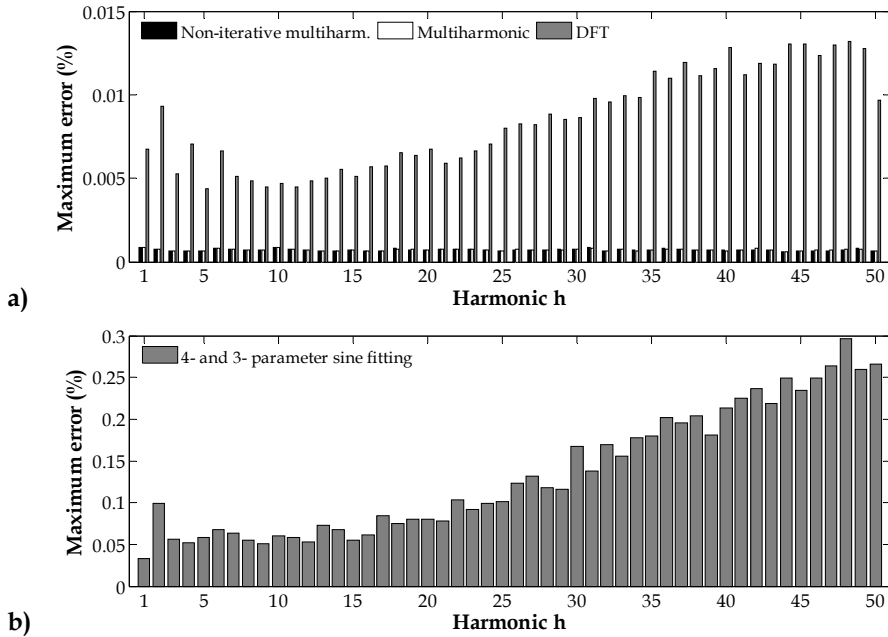 0.015
Non-iterative multiharm. Multiharmonic DFT
0.01
0.005
0
Maximum error (%)
1 5 10 15 20 25 30 35 40 45 50
Harmonic h
a)
0.3
4- and 3- parameter sine fitting
0.25
0.2
0.15
0.1
0.05
0
Maximum error (%)
1 5 10 15 20 25 30 35 40 45 50
Harmonic h
b)